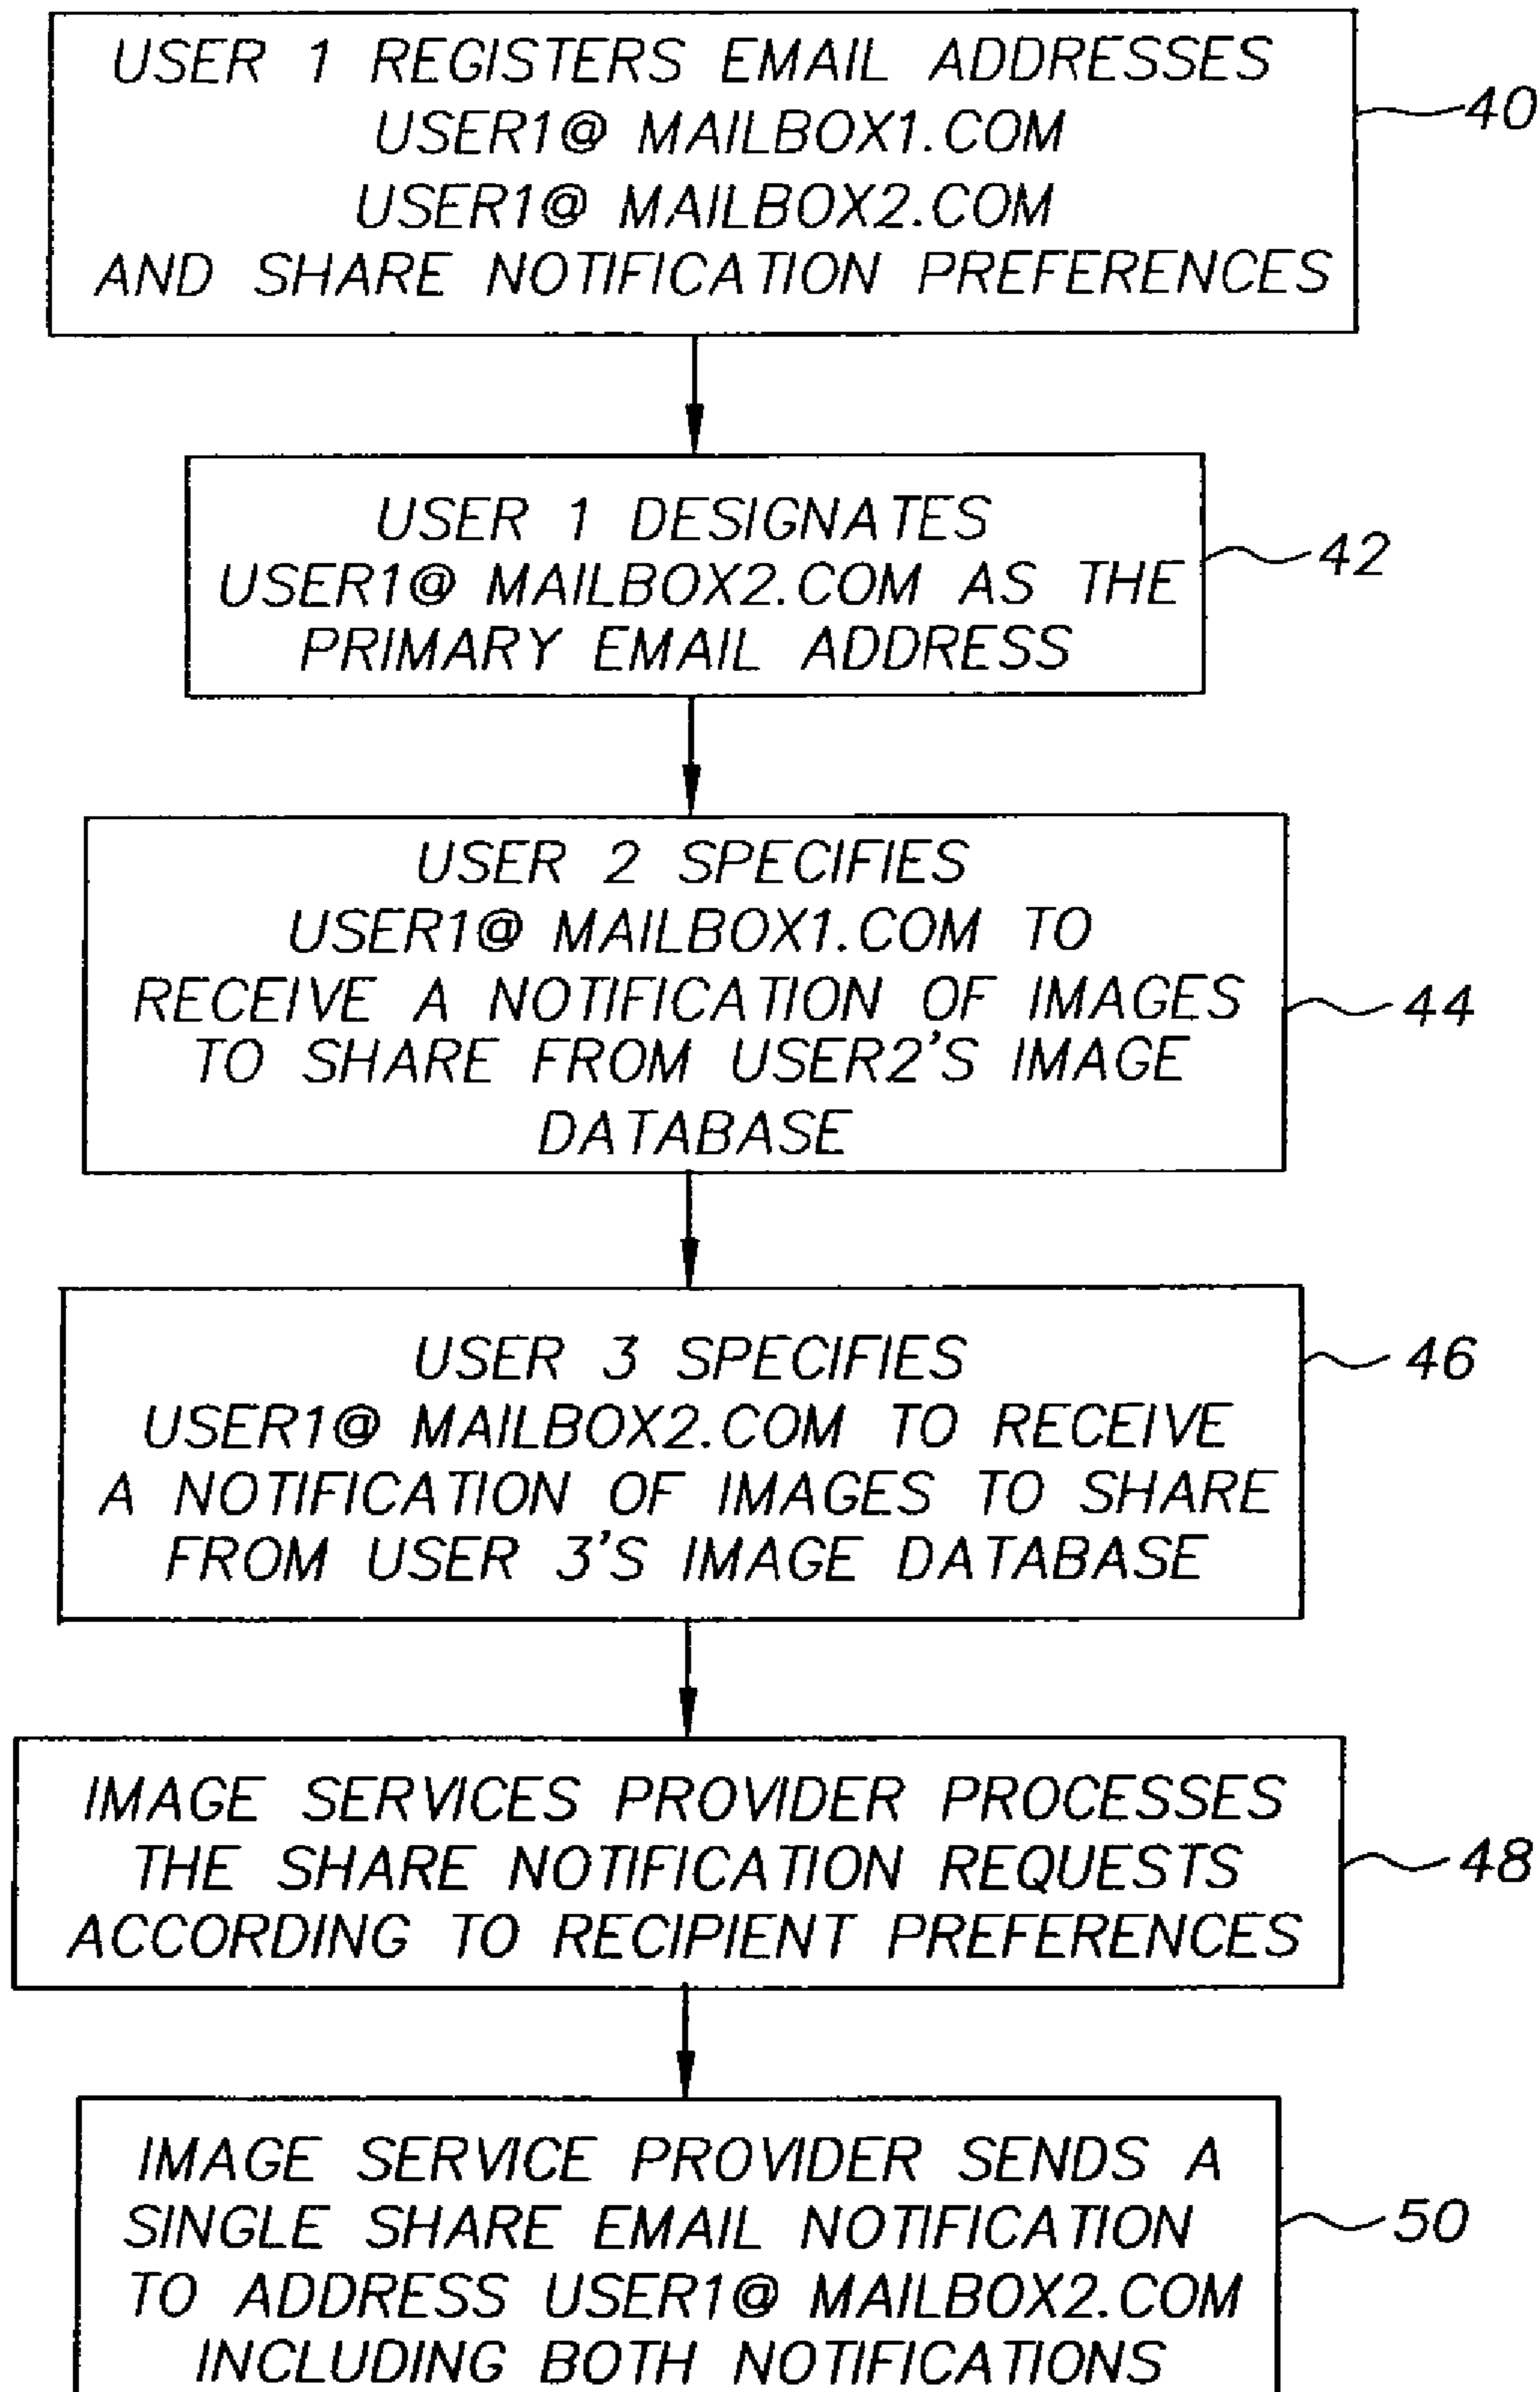 USER 1 REGISTERS EMAIL ADDRESSES
USER1@ MAILBOX1.COM
USER1@ MAILBOX2.COM
AND SHARE NOTIFICATION PREFERENCES
40
USER 1 DESIGNATES
USER1@ MAILBOX2.COM AS THE
PRIMARY EMAIL ADDRESS
42
USER 2 SPECIFIES
USER1@ MAILBOX1.COM TO
RECEIVE A NOTIFICATION OF IMAGES
TO SHARE FROM USER2'S IMAGE
DATABASE
44
USER 3 SPECIFIES
USER1@ MAILBOX2.COM TO RECEIVE
A NOTIFICATION OF IMAGES TO SHARE
FROM USER 3'S IMAGE DATABASE
46
IMAGE SERVICES PROVIDER PROCESSES
THE SHARE NOTIFICATION REQUESTS
ACCORDING TO RECIPIENT PREFERENCES
48
IMAGE SERVICE PROVIDER SENDS A
SINGLE SHARE EMAIL NOTIFICATION
TO ADDRESS USER1@ MAILBOX2.COM
INCLUDING BOTH NOTIFICATIONS
50